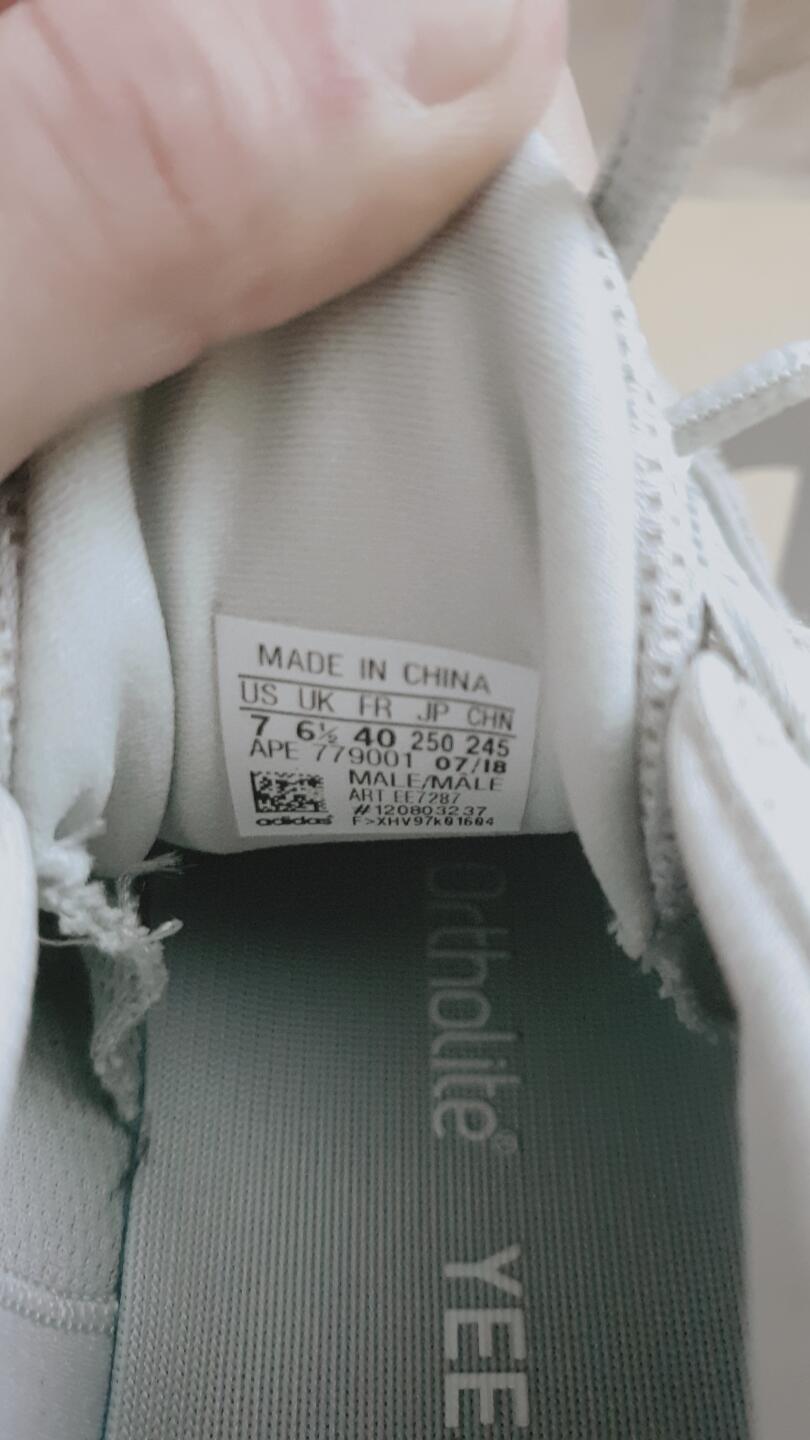 MADE IN CHINA
US UK FR JP CHN
7 6½ 40 250 245
APE 779001 07/18
MALE/MÂLE
ART EE7287
#120803237
adidas F>XHV97k01604
Ortholite®
YEE